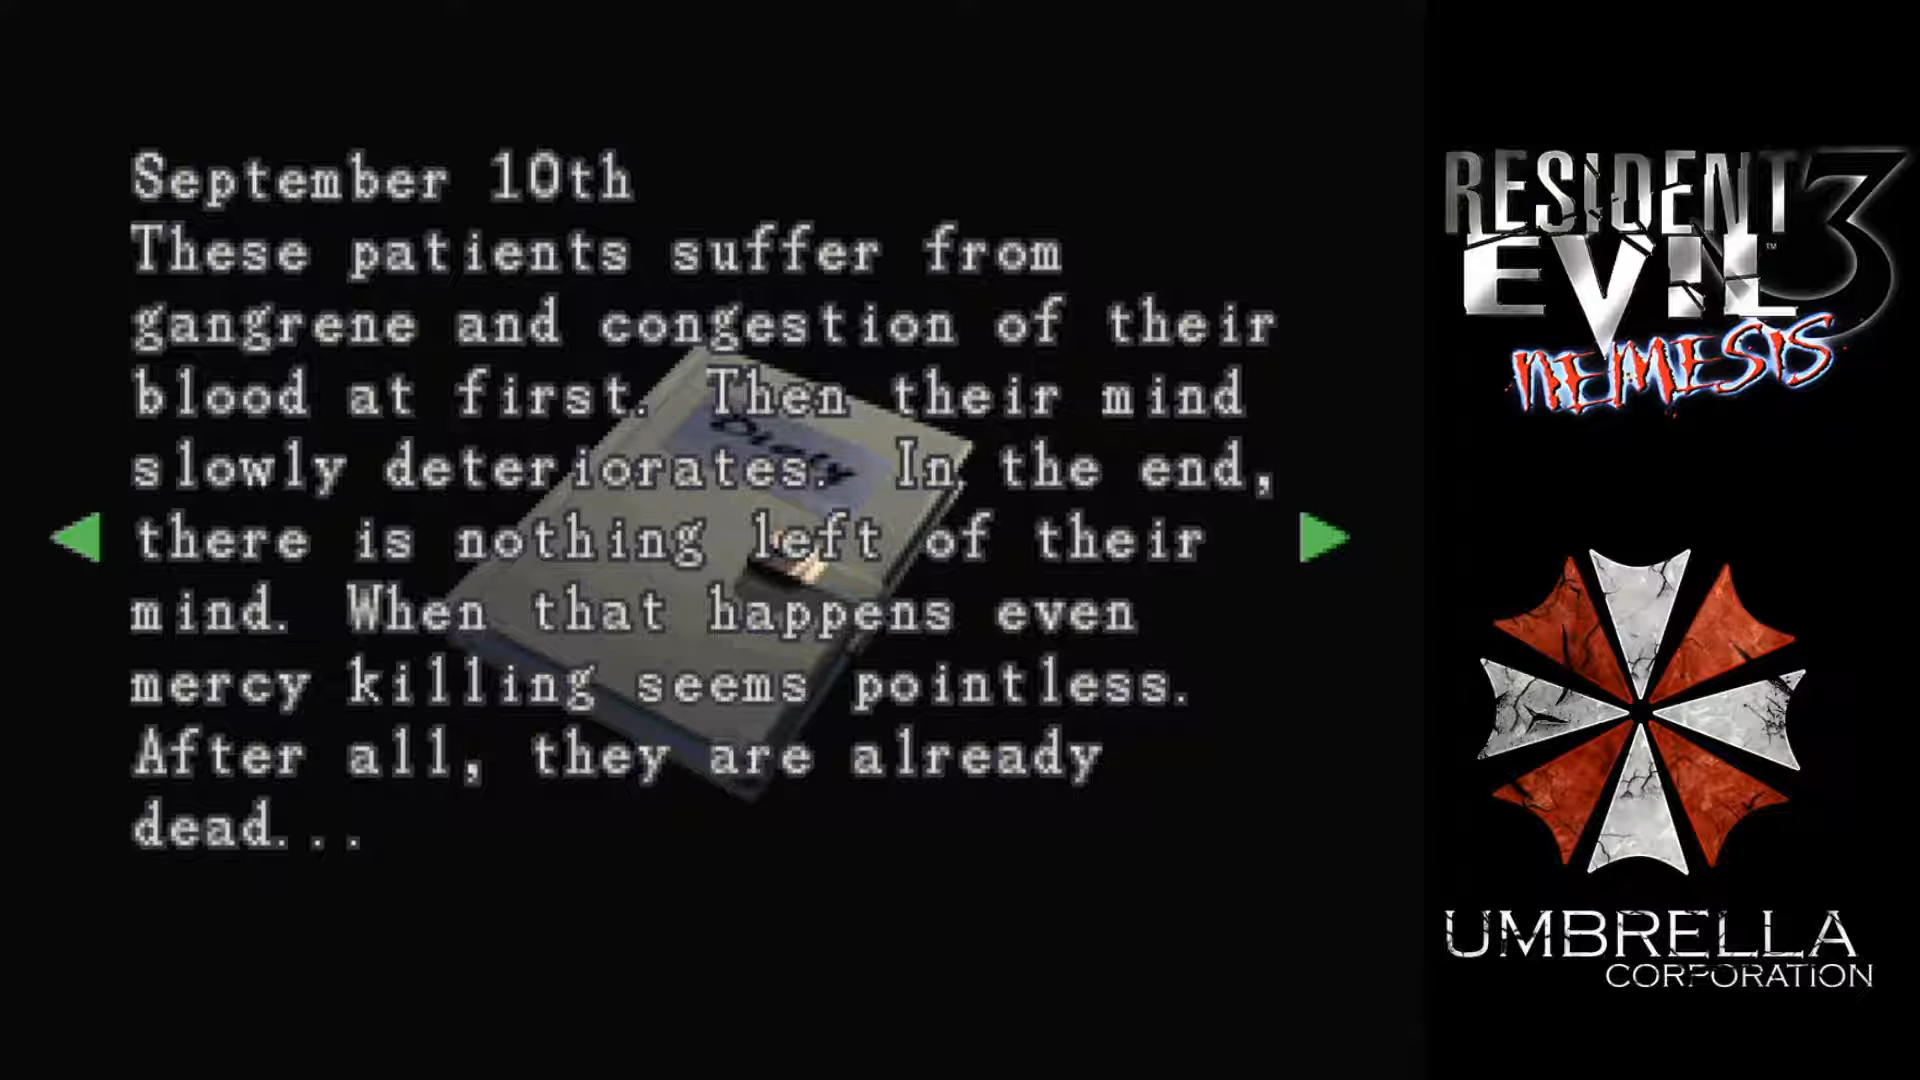 September 10th
These patients suffer from
gangrene and congestion of their
blood at first. Then their mind
slowly deteriorates. In the end,
there is nothing left of their
mind. When that happens even
mercy killing seems pointless.
After all, they are already
dead...
Diary
RESIDENT
EVIL 3
™
NEMESIS
UMBRELLA
CORPORATION